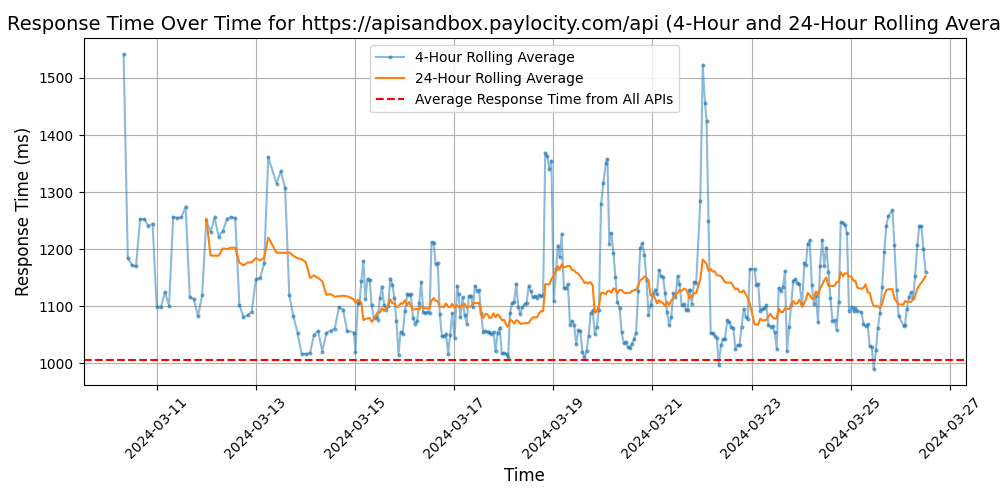 Response Time Over Time for https://apisandbox.paylocity.com/api (4-Hour and 24-Hour Rolling Avera
4-Hour Rolling Average
24-Hour Rolling Average
Average Response Time from All APIs
Response Time (ms)
1500
1400
1300
1200
1100
1000
2024-03-11
2024-03-13
2024-03-15
2024-03-17
2024-03-19
2024-03-21
2024-03-23
2024-03-25
2024-03-27
Time